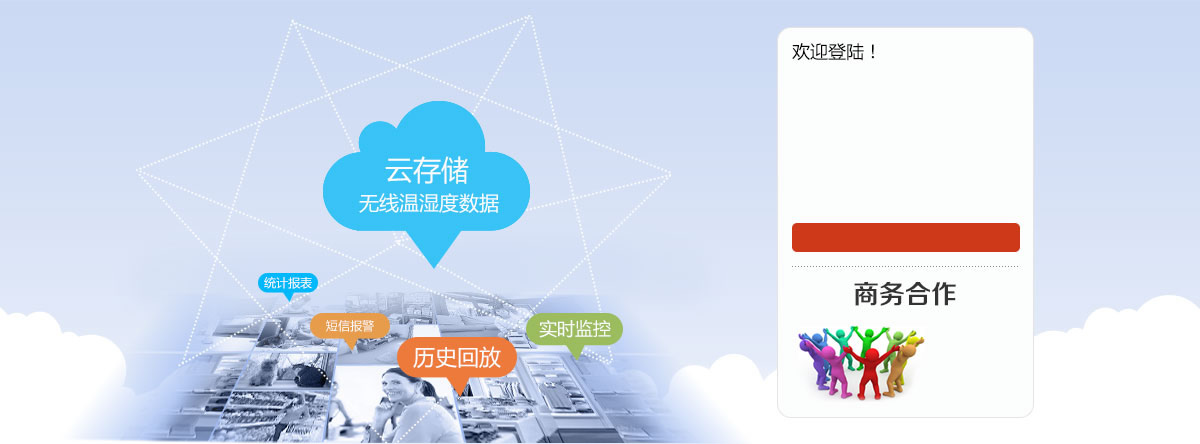 云存储
无线温湿度数据
统计报表
短信报警
实时监控
历史回放
欢迎登陆！
商务合作